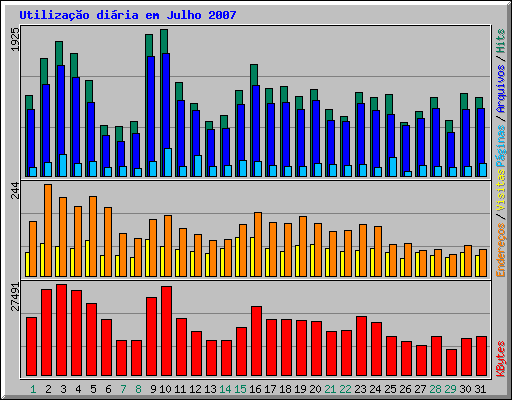 Utilização diária em Julho 2007
1925
244
27491
Endereços / Visitas Páginas / Arquivos / Hits
KBytes
1 2 3 4 5 6 7 8 9 10 11 12 13 14 15 16 17 18 19 20 21 22 23 24 25 26 27 28 29 30 31